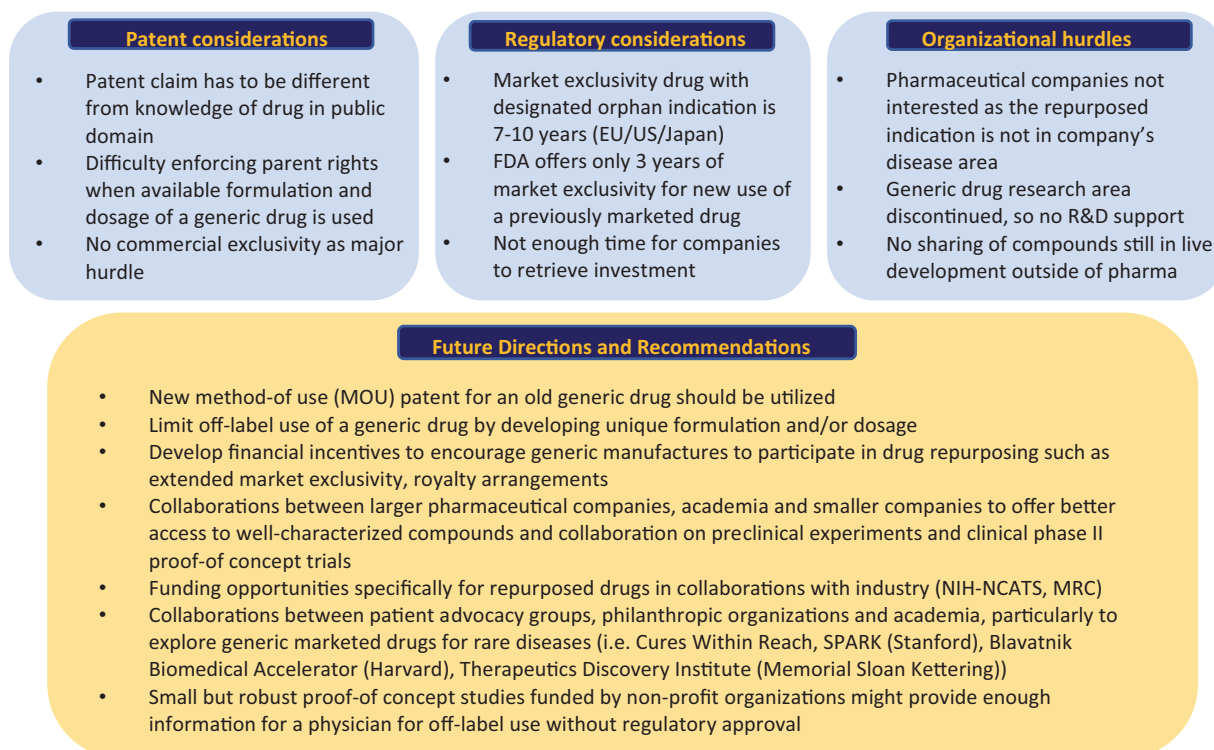 Patent considerations
• Patent claim has to be different
from knowledge of drug in public
domain
• Difficulty enforcing parent rights
when available formulation and
dosage of a generic drug is used
• No commercial exclusivity as major
hurdle
Regulatory considerations
• Market exclusivity drug with
designated orphan indication is
7-10 years (EU/US/Japan)
• FDA offers only 3 years of
market exclusivity for new use of
a previously marketed drug
• Not enough time for companies
to retrieve investment
Organizational hurdles
• Pharmaceutical companies not
interested as the repurposed
indication is not in company's
disease area
• Generic drug research area
discontinued, so no R&D support
• No sharing of compounds still in live
development outside of pharma
Future Directions and Recommendations
• New method-of use (MOU) patent for an old generic drug should be utilized
• Limit off-label use of a generic drug by developing unique formulation and/or dosage
• Develop financial incentives to encourage generic manufactures to participate in drug repurposing such as
extended market exclusivity, royalty arrangements
• Collaborations between larger pharmaceutical companies, academia and smaller companies to offer better
access to well-characterized compounds and collaboration on preclinical experiments and clinical phase II
proof-of concept trials
• Funding opportunities specifically for repurposed drugs in collaborations with industry (NIH-NCATS, MRC)
• Collaborations between patient advocacy groups, philanthropic organizations and academia, particularly to
explore generic marketed drugs for rare diseases (i.e. Cures Within Reach, SPARK (Stanford), Blavatnik
Biomedical Accelerator (Harvard), Therapeutics Discovery Institute (Memorial Sloan Kettering))
• Small but robust proof-of concept studies funded by non-profit organizations might provide enough
information for a physician for off-label use without regulatory approval